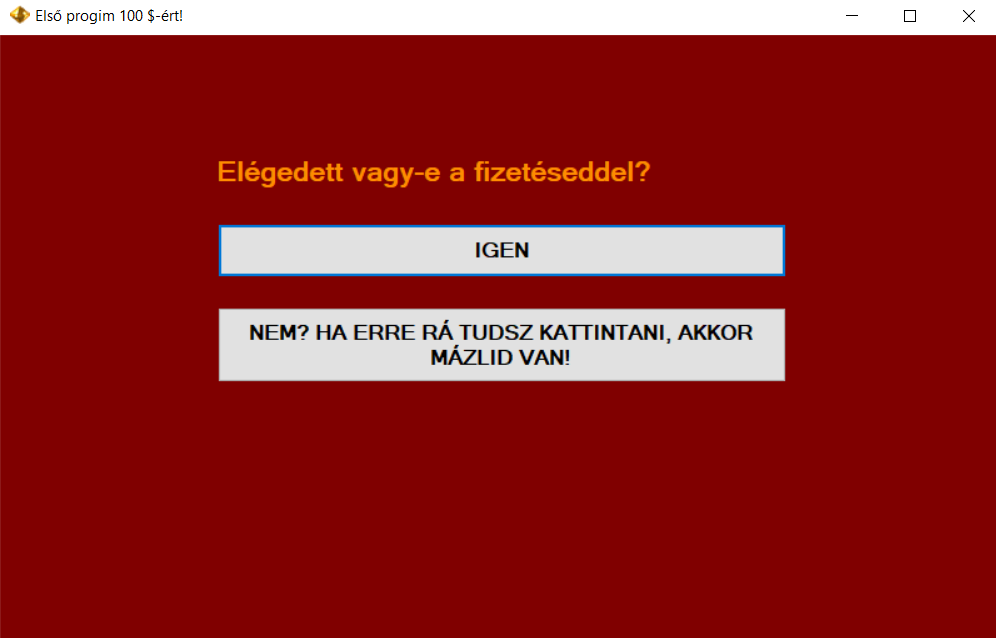 Első progim 100 $-ért!
Elégedett vagy-e a fizetéseddel?
IGEN
NEM? HA ERRE RÁ TUDSZ KATTINTANI, AKKOR
MÁZLID VAN!